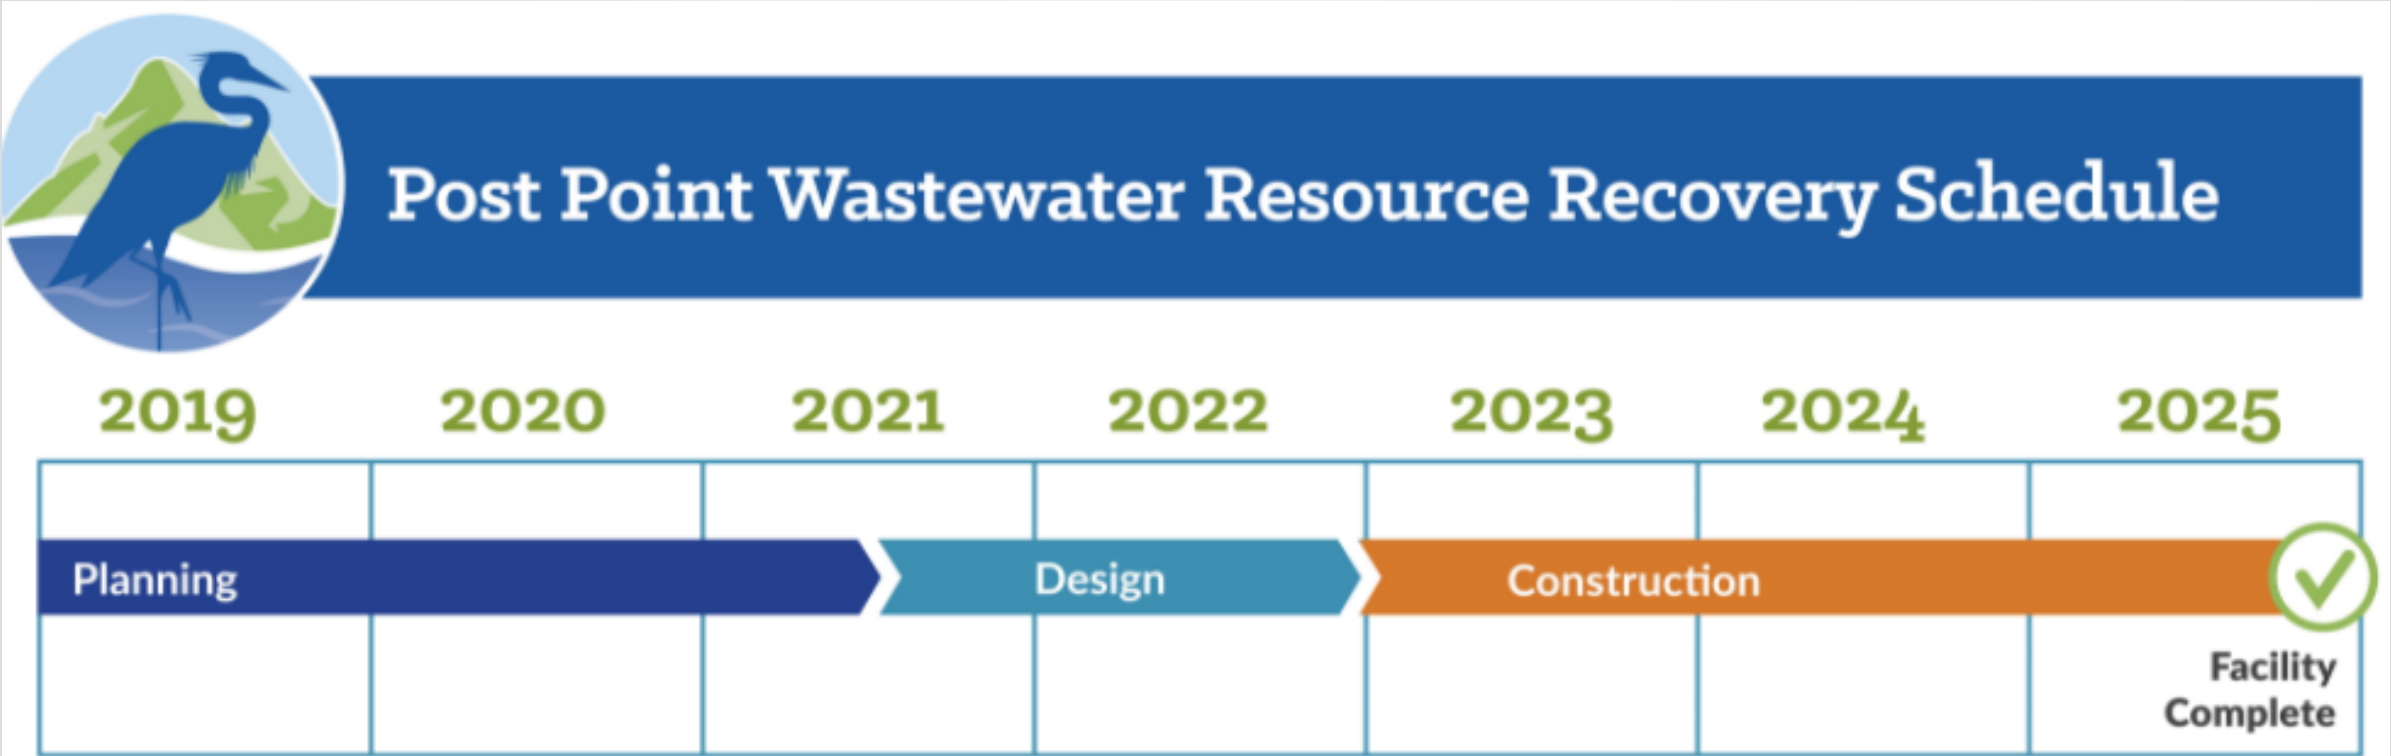 Post Point Wastewater Resource Recovery Schedule
2019 2020 2021 2022 2023 2024 2025
Planning Design Construction
Facility
Complete